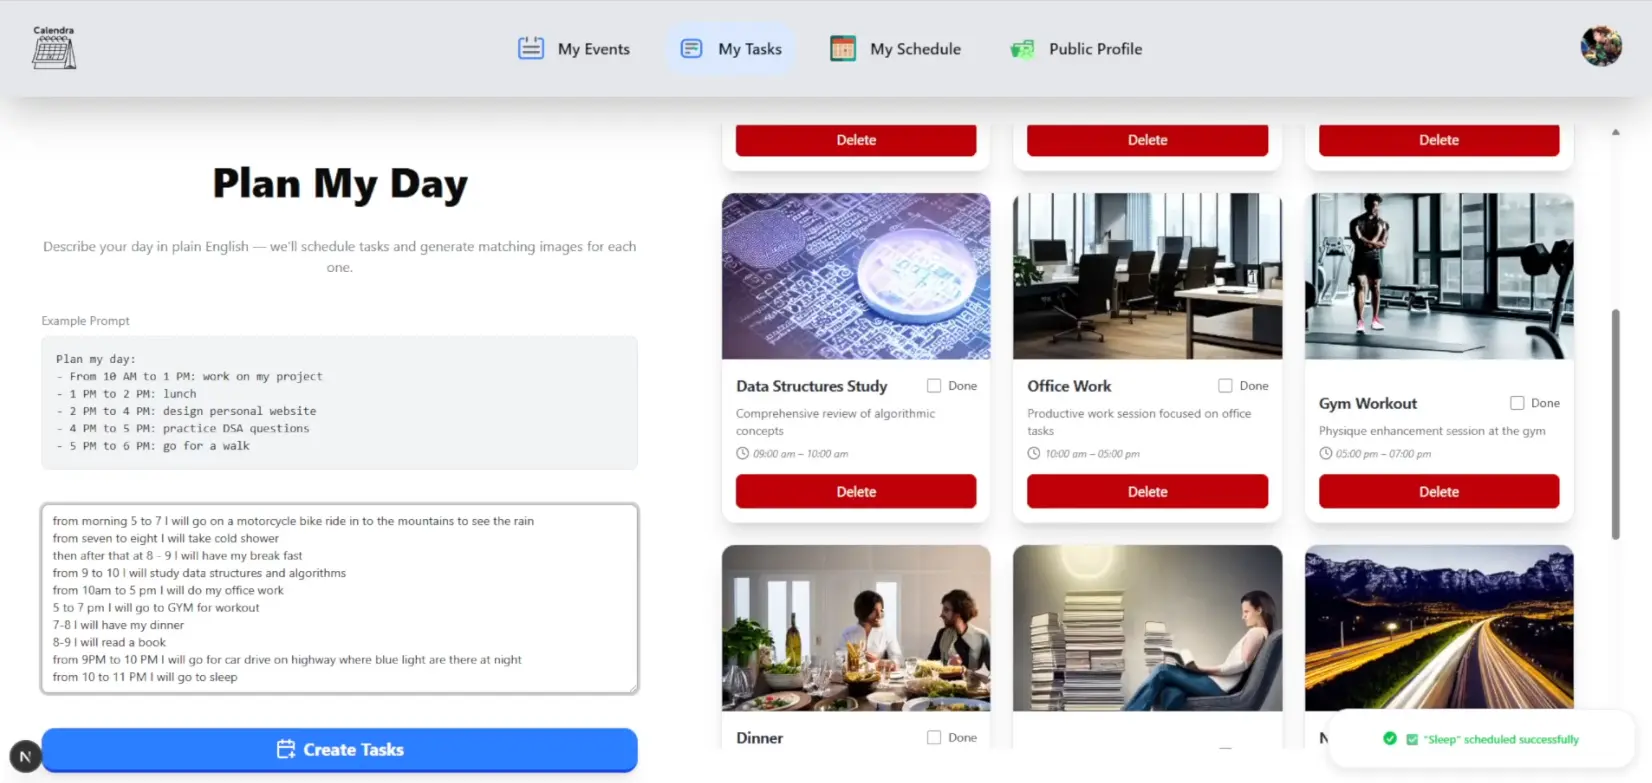 Calendra
My Events
My Tasks
My Schedule
Public Profile
Plan My Day
Describe your day in plain English — we'll schedule tasks and generate matching images for each
one.
Example Prompt
Plan my day:
- From 10 AM to 1 PM: work on my project
- 1 PM to 2 PM: lunch
- 2 PM to 4 PM: design personal website
- 4 PM to 5 PM: practice DSA questions
- 5 PM to 6 PM: go for a walk
from morning 5 to 7 I will go on a motorcycle bike ride in to the mountains to see the rain
from seven to eight I will take cold shower
then after that at 8 - 9 I will have my break fast
from 9 to 10 I will study data structures and algorithms
from 10am to 5 pm I will do my office work
5 to 7 pm I will go to GYM for workout
7-8 I will have my dinner
8-9 I will read a book
from 9PM to 10 PM I will go for car drive on highway where blue light are there at night
from 10 to 11 PM I will go to sleep
Create Tasks
N
Delete
Delete
Delete
Data Structures Study
Done
Comprehensive review of algorithmic
concepts
09:00 am – 10:00 am
Delete
Office Work
Done
Productive work session focused on office
tasks
10:00 am – 05:00 pm
Delete
Gym Workout
Done
Physique enhancement session at the gym
05:00 pm – 07:00 pm
Delete
Dinner
Done
N
"Sleep" scheduled successfully